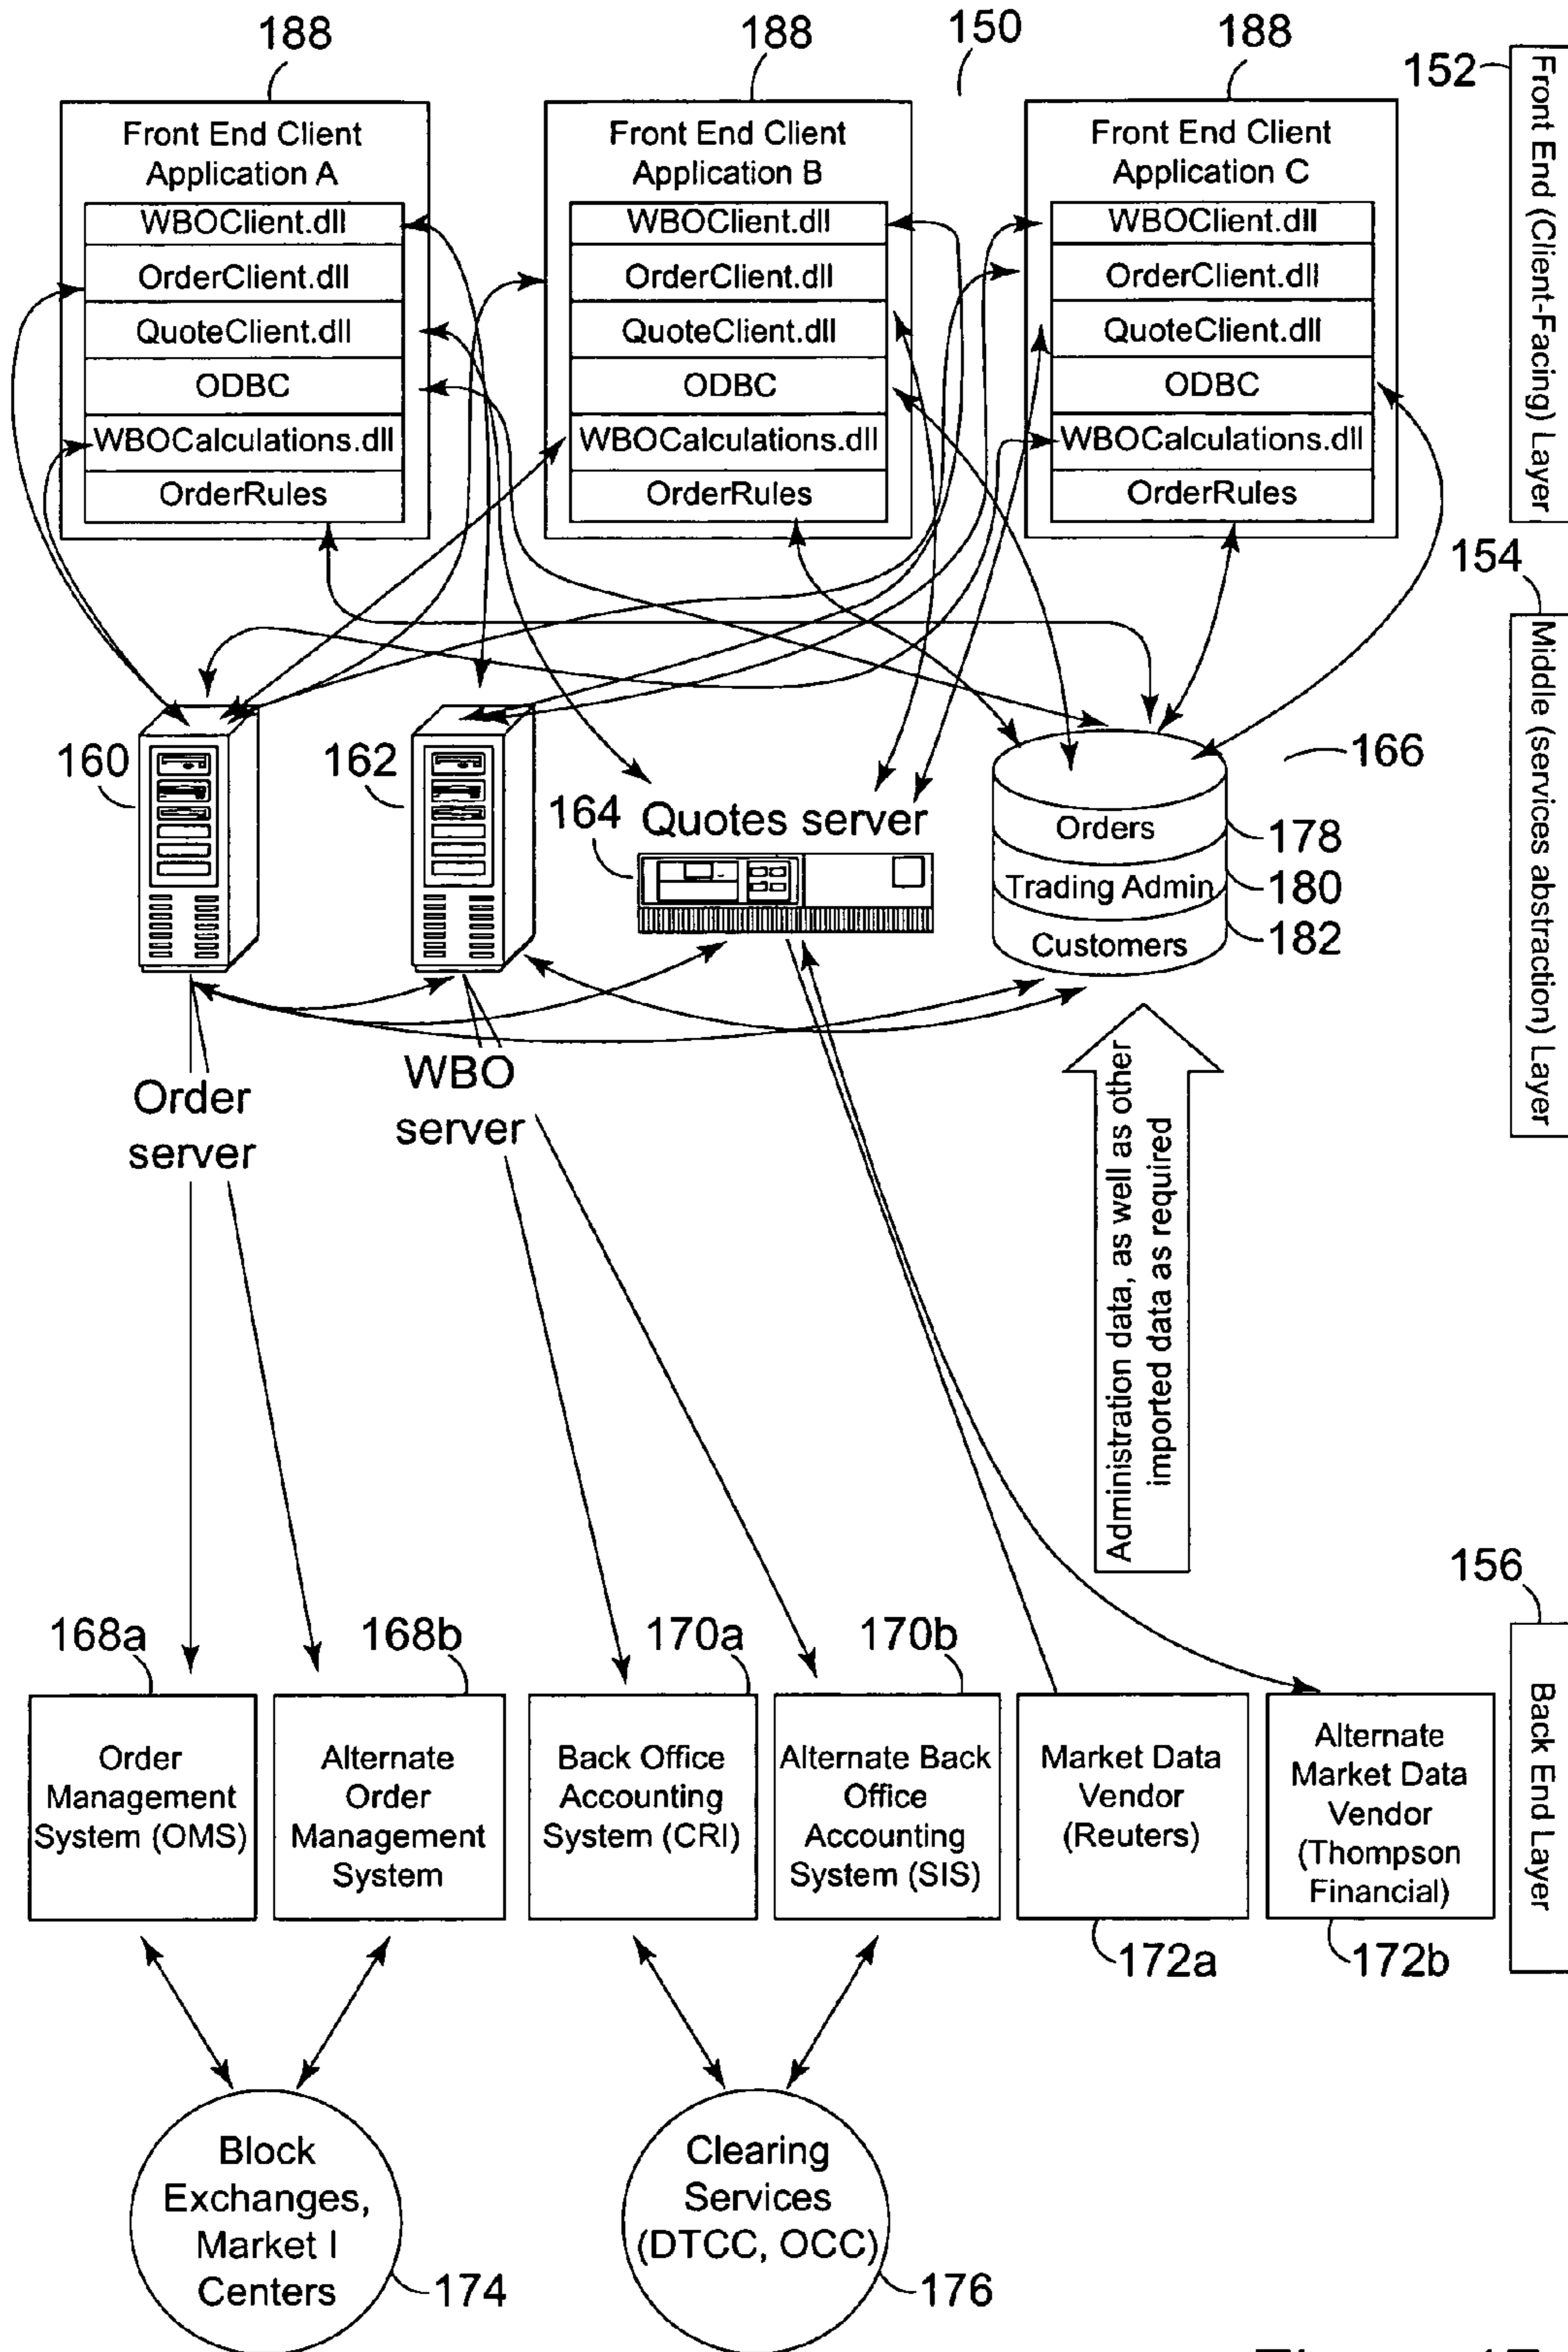 188
188
150
188
152
Front End (Client-Facing) Layer
Front End Client
Application A
WBOClient.dll
OrderClient.dll
QuoteClient.dll
ODBC
WBOCalculations.dll
OrderRules
Front End Client
Application B
WBOClient.dll
OrderClient.dll
QuoteClient.dll
ODBC
WBOCalculations.dll
OrderRules
Front End Client
Application C
WBOClient.dll
OrderClient.dll
QuoteClient.dll
ODBC
WBOCalculations.dll
OrderRules
154
Middle (services abstraction) Layer
160
162
164
Quotes server
166
Orders
178
Trading Admin
180
Customers
182
Order
server
WBO
server
Administration data, as well as other
imported data as required
156
Back End Layer
168a
168b
170a
170b
Order
Management
System (OMS)
Alternate
Order
Management
System
Back Office
Accounting
System (CRI)
Alternate Back
Office
Accounting
System (SIS)
Market Data
Vendor
(Reuters)
Alternate
Market Data
Vendor
(Thompson
Financial)
172a
172b
Block
Exchanges,
Market I
Centers
174
Clearing
Services
(DTCC, OCC)
176